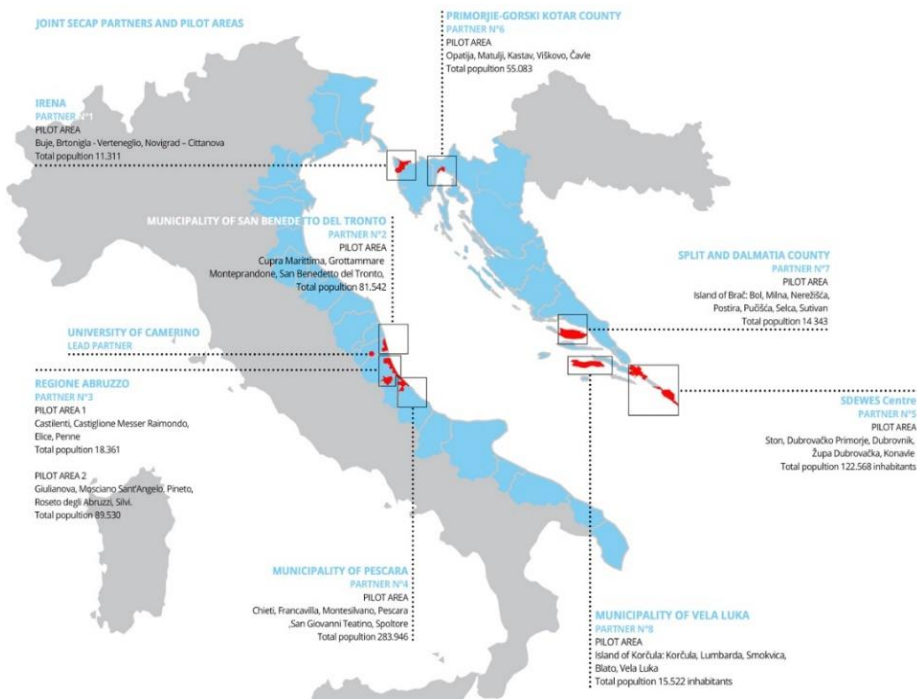 JOINT SECAP PARTNERS AND PILOT AREAS
PRIMORJIE-GORSKI KOTAR COUNTY
PARTNER N°6
PILOT AREA
Opatija, Matulji, Kastav, Viškovo, Čavle
Total popultion 55.083
IRENA
PARTNER N°1
PILOT AREA
Buje, Brtonigla - Verteneglio, Novigrad – Cittanova
Total popultion 11.311
MUNICIPALITY OF SAN BENEDETTO DEL TRONTO
PARTNER N°2
PILOT AREA
Cupra Marittima, Grottammare
Monteprandone, San Benedetto del Tronto,
Total popultion 81.542
SPLIT AND DALMATIA COUNTY
PARTNER N°7
PILOT AREA
Island of Brač: Bol, Milna, Nerežišća,
Postira, Pučišća, Selca, Sutivan
Total popultion 14 343
UNIVERSITY OF CAMERINO
LEAD PARTNER
REGIONE ABRUZZO
PARTNER N°3
PILOT AREA 1
Castilenti, Castiglione Messer Raimondo,
Elice, Penne
Total popultion 18.361
PILOT AREA 2
Giulianova, Mosciano Sant'Angelo, Pineto,
Roseto degli Abruzzi, Silvi.
Total popultion 89.530
SDEWES Centre
PARTNER N°5
PILOT AREA
Ston, Dubrovačko Primorje, Dubrovnik,
Župa Dubrovačka, Konavle
Total popultion 122.568 inhabitants
MUNICIPALITY OF PESCARA
PARTNER N°4
PILOT AREA
Chieti, Francavilla, Montesilvano, Pescara
,San Giovanni Teatino, Spoltore
Total popultion 283.946
MUNICIPALITY OF VELA LUKA
PARTNER N°8
PILOT AREA
Island of Korčula: Korčula, Lumbarda, Smokvica,
Blato, Vela Luka
Total popultion 15.522 inhabitants